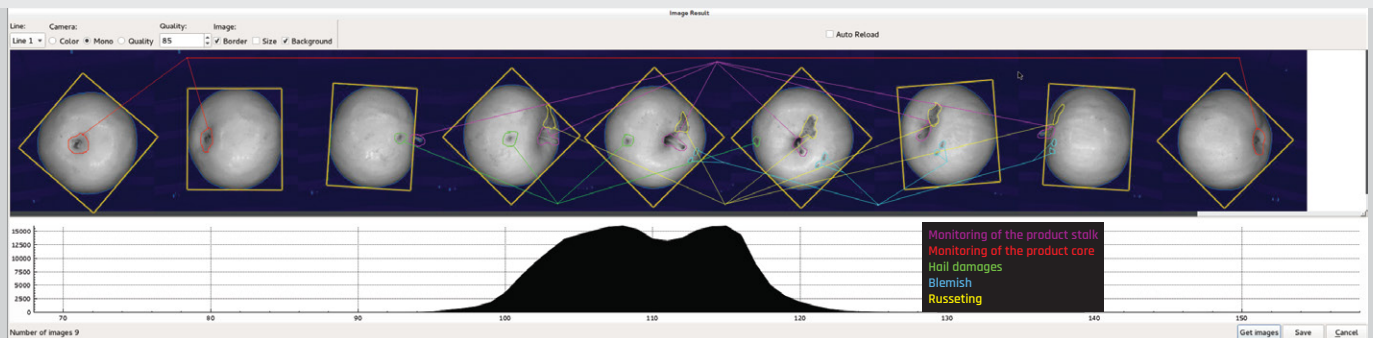 Image Result
Line: Camera: Quality: Image:
Line 1 Color Mono Quality 85 Border Size Background
Auto Reload
15000
12500
10000
7500
5000
2500
0
70 80 90 100 110 120 130 140 150
Monitoring of the product stalk
Monitoring of the product core
Hail damages
Blemish
Russeting
Number of images 9
Get images Save Cancel